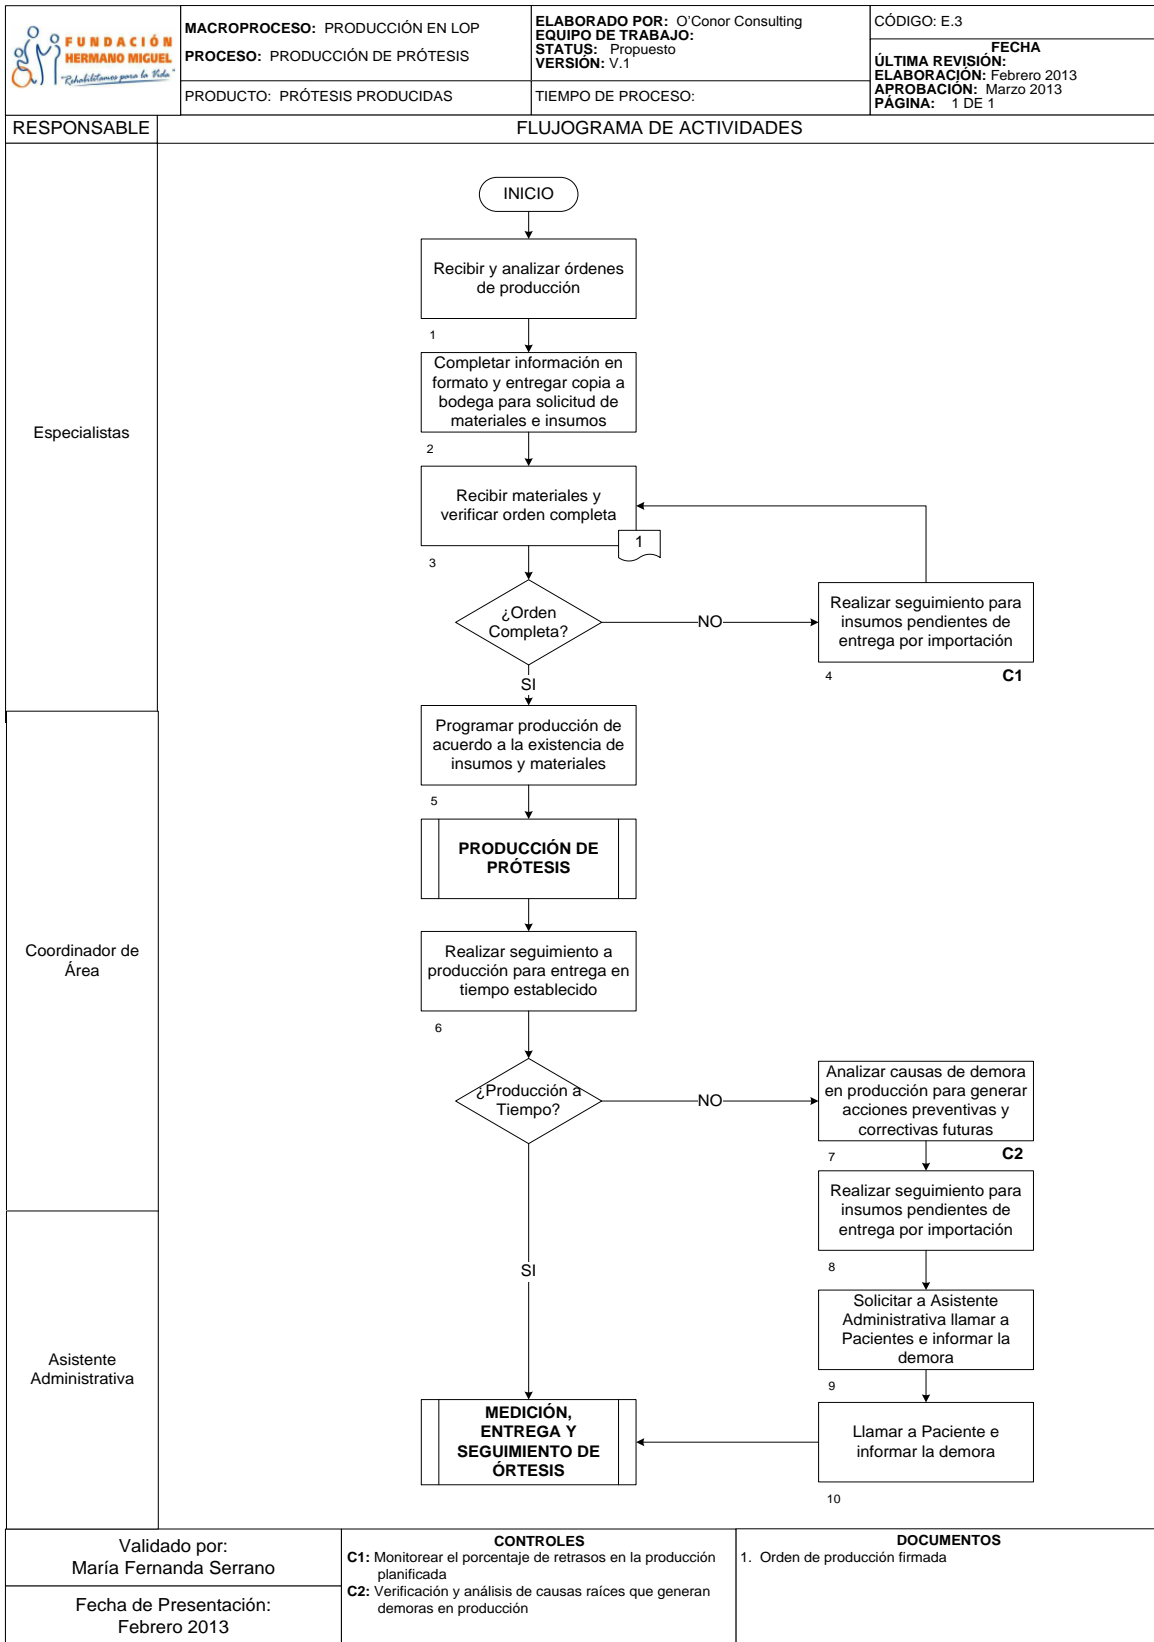 FUNDACIÓN
HERMANO MIGUEL
"Rehabilitamos para la Vida"
MACROPROCESO: PRODUCCIÓN EN LOP
PROCESO: PRODUCCIÓN DE PRÓTESIS
PRODUCTO: PRÓTESIS PRODUCIDAS
ELABORADO POR: O'Conor Consulting
EQUIPO DE TRABAJO:
STATUS: Propuesto
VERSIÓN: V.1
TIEMPO DE PROCESO:
CÓDIGO: E.3
FECHA
ÚLTIMA REVISIÓN:
ELABORACIÓN: Febrero 2013
APROBACIÓN: Marzo 2013
PÁGINA: 1 DE 1
RESPONSABLE
FLUJOGRAMA DE ACTIVIDADES
Especialistas
INICIO
Recibir y analizar órdenes
de producción
1
Completar información en
formato y entregar copia a
bodega para solicitud de
materiales e insumos
2
Recibir materiales y
verificar orden completa
1
3
¿Orden
Completa?
NO
Realizar seguimiento para
insumos pendientes de
entrega por importación
4
C1
SI
Coordinador de
Área
Programar producción de
acuerdo a la existencia de
insumos y materiales
5
PRODUCCIÓN DE
PRÓTESIS
Realizar seguimiento a
producción para entrega en
tiempo establecido
6
¿Producción a
Tiempo?
NO
Analizar causas de demora
en producción para generar
acciones preventivas y
correctivas futuras
7
C2
Realizar seguimiento para
insumos pendientes de
entrega por importación
8
SI
Asistente
Administrativa
Solicitar a Asistente
Administrativa llamar a
Pacientes e informar la
demora
9
Llamar a Paciente e
informar la demora
10
MEDICIÓN,
ENTREGA Y
SEGUIMIENTO DE
ÓRTESIS
Validado por:
María Fernanda Serrano
Fecha de Presentación:
Febrero 2013
CONTROLES
C1: Monitorear el porcentaje de retrasos en la producción
planificada
C2: Verificación y análisis de causas raíces que generan
demoras en producción
DOCUMENTOS
1. Orden de producción firmada